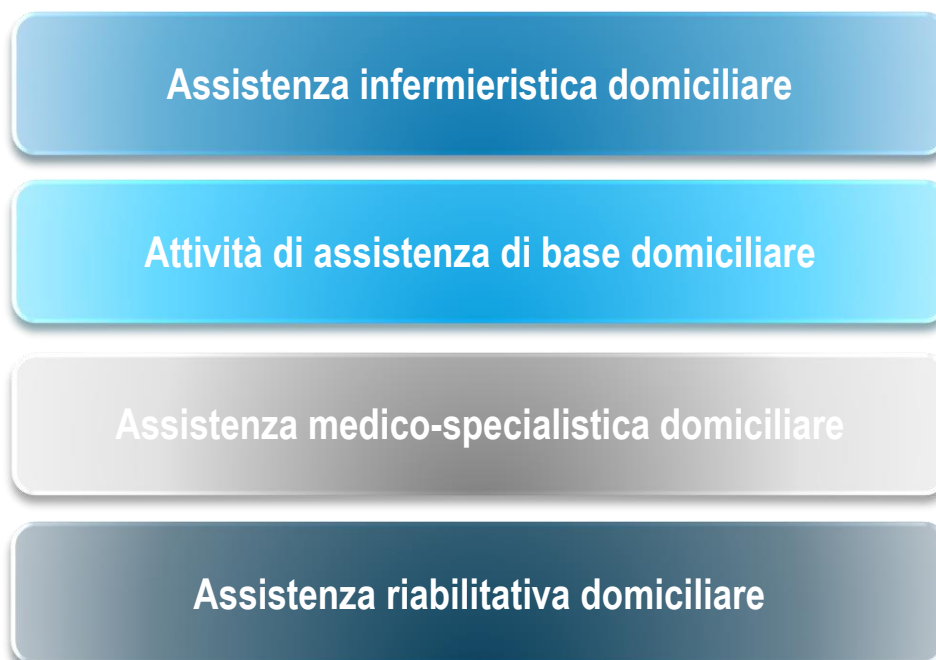 Assistenza infermieristica domiciliare
Attività di assistenza di base domiciliare
Assistenza medico-specialistica domiciliare
Assistenza riabilitativa domiciliare